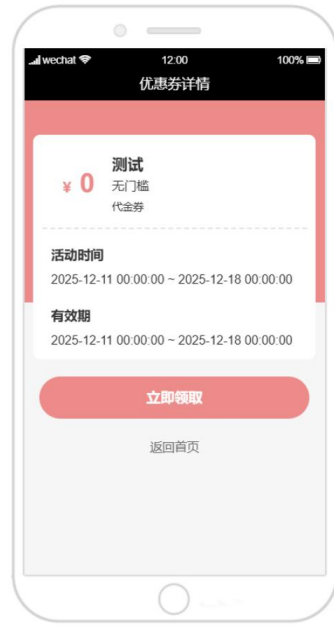 wechat 12:00 100%
优惠券详情
¥ 0
测试
无门槛
代金券
活动时间
2025-12-11 00:00:00 ~ 2025-12-18 00:00:00
有效期
2025-12-11 00:00:00 ~ 2025-12-18 00:00:00
立即领取
返回首页